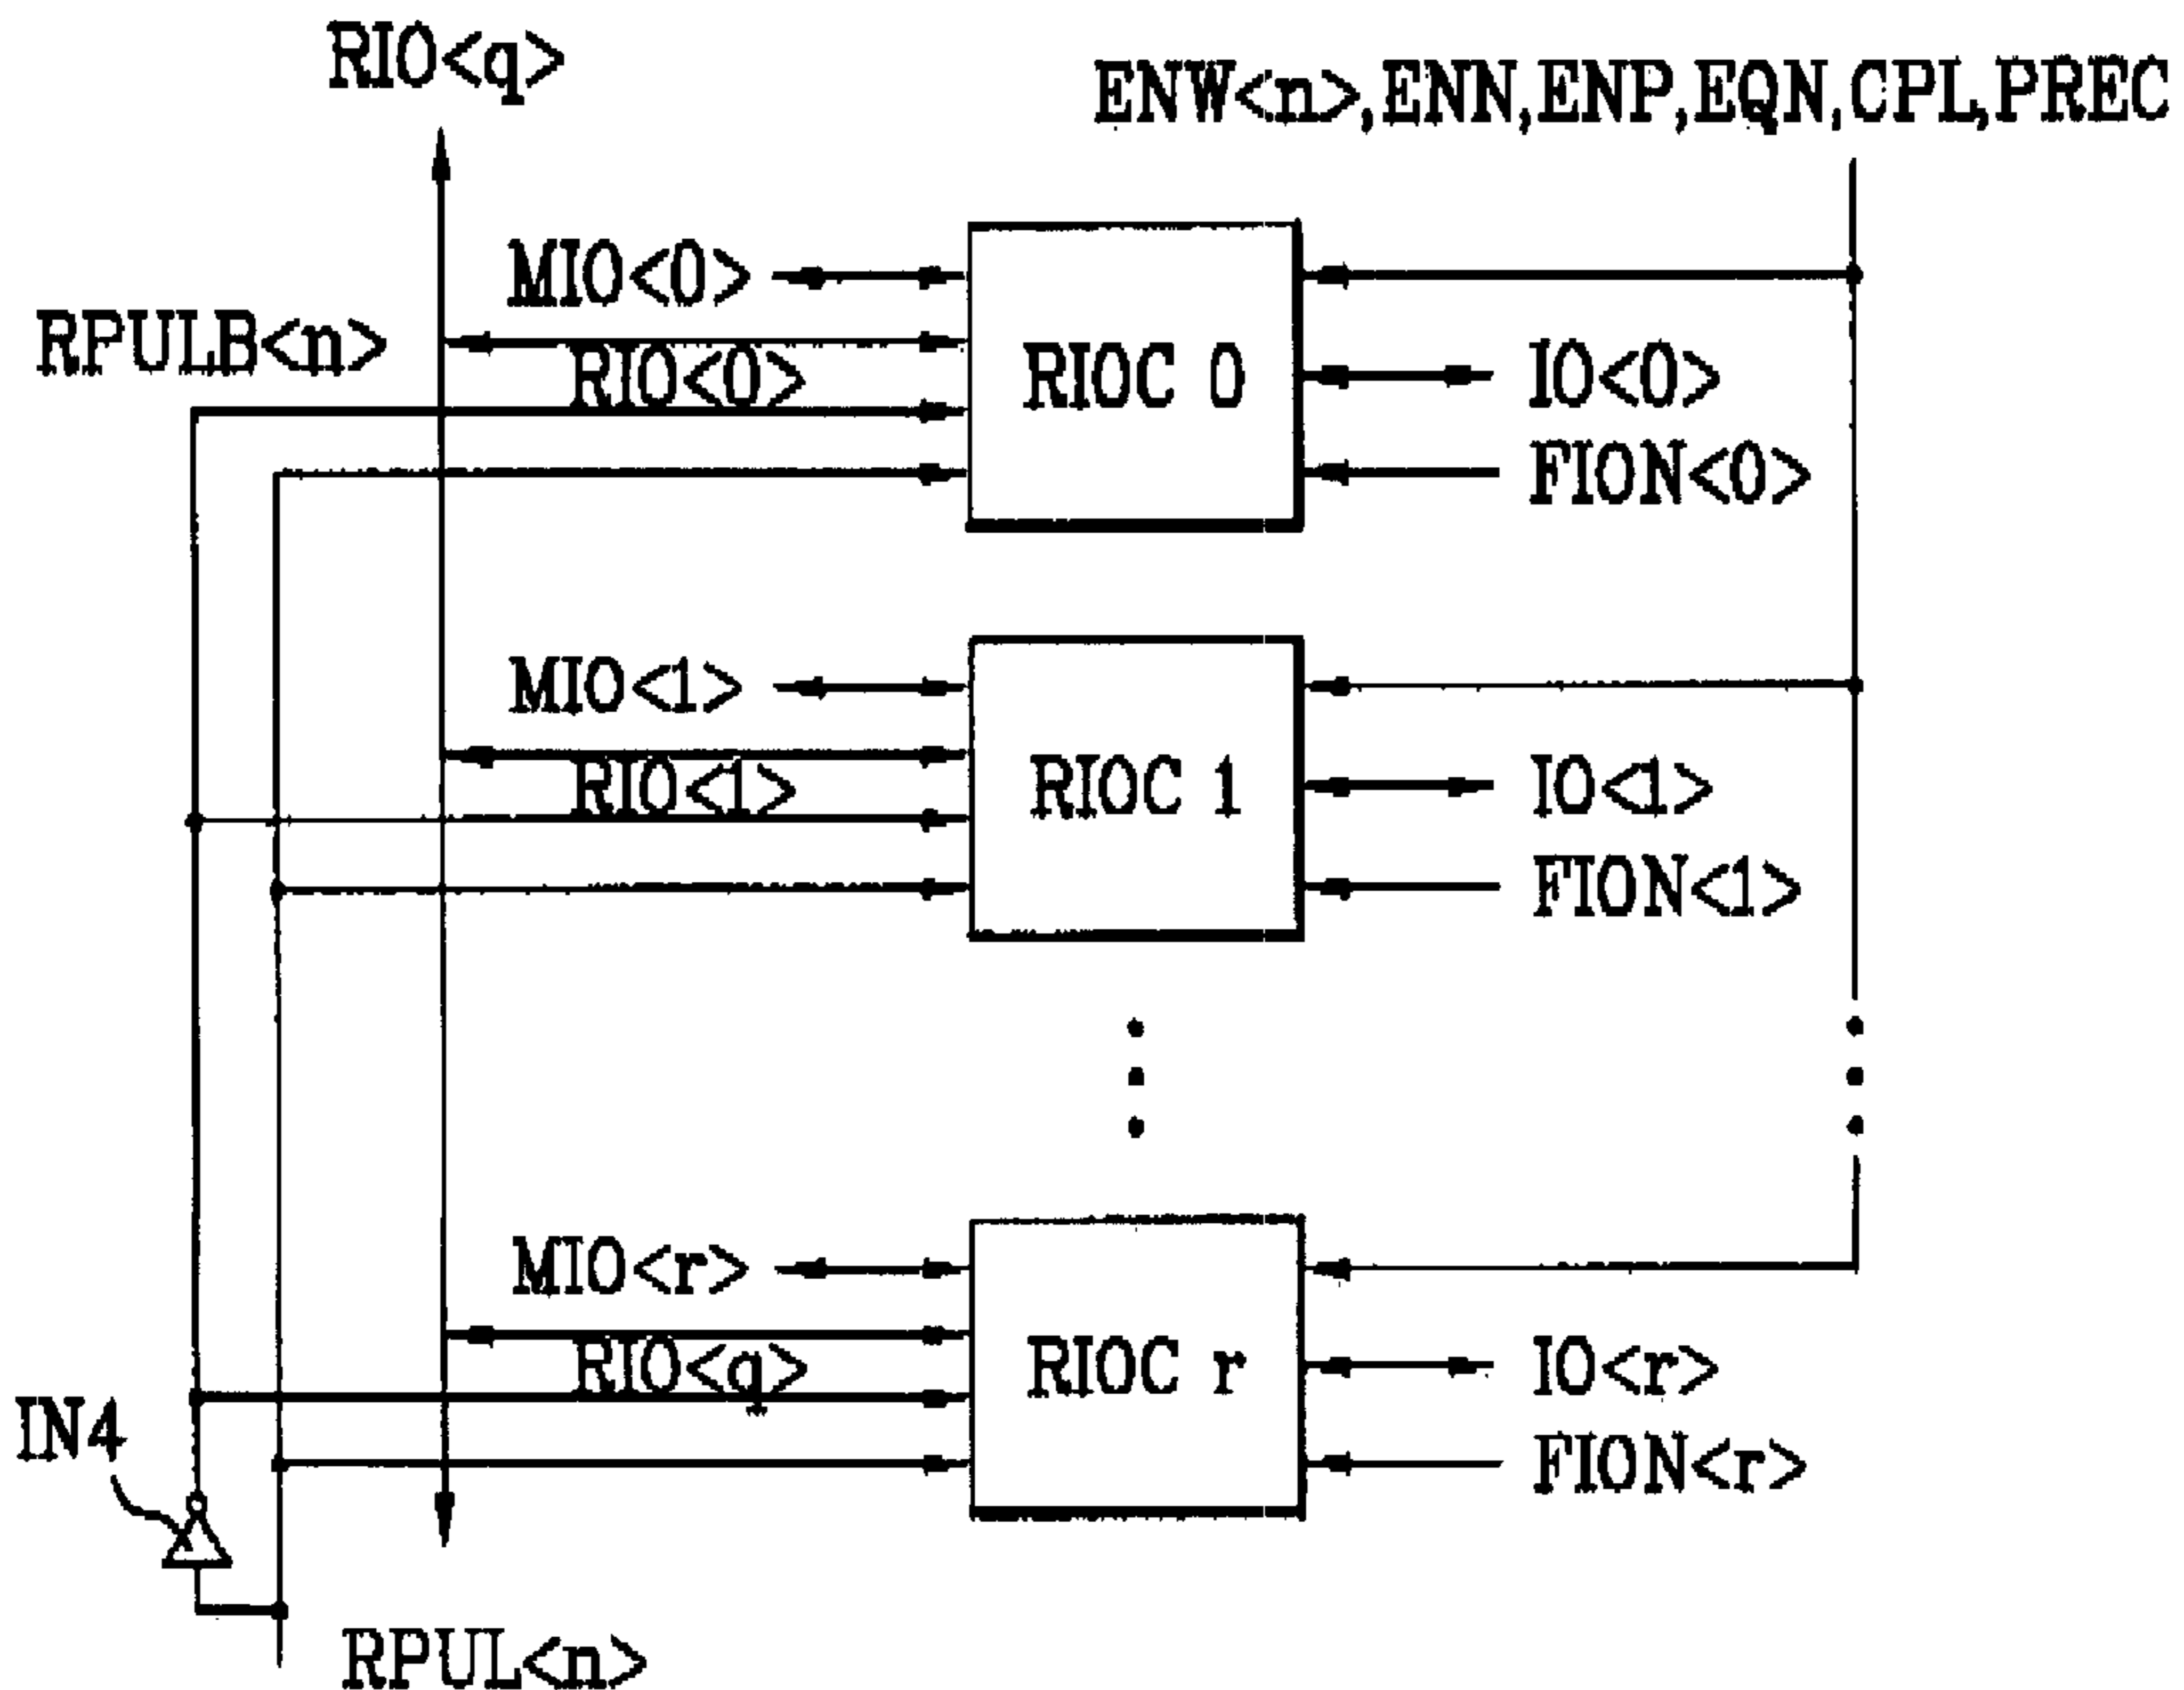 RIO<q>
ENW<n>,ENN,ENP,EQN,CPL,PREC
MIO<0>
RPULB<n>
RIO<0>
RIOC 0
IO<0>
FION<0>
MIO<1>
RIO<1>
RIOC 1
IO<1>
FION<1>
MIO<r>
RIO<q>
RIOC r
IO<r>
FION<r>
IN4
RPUL<n>